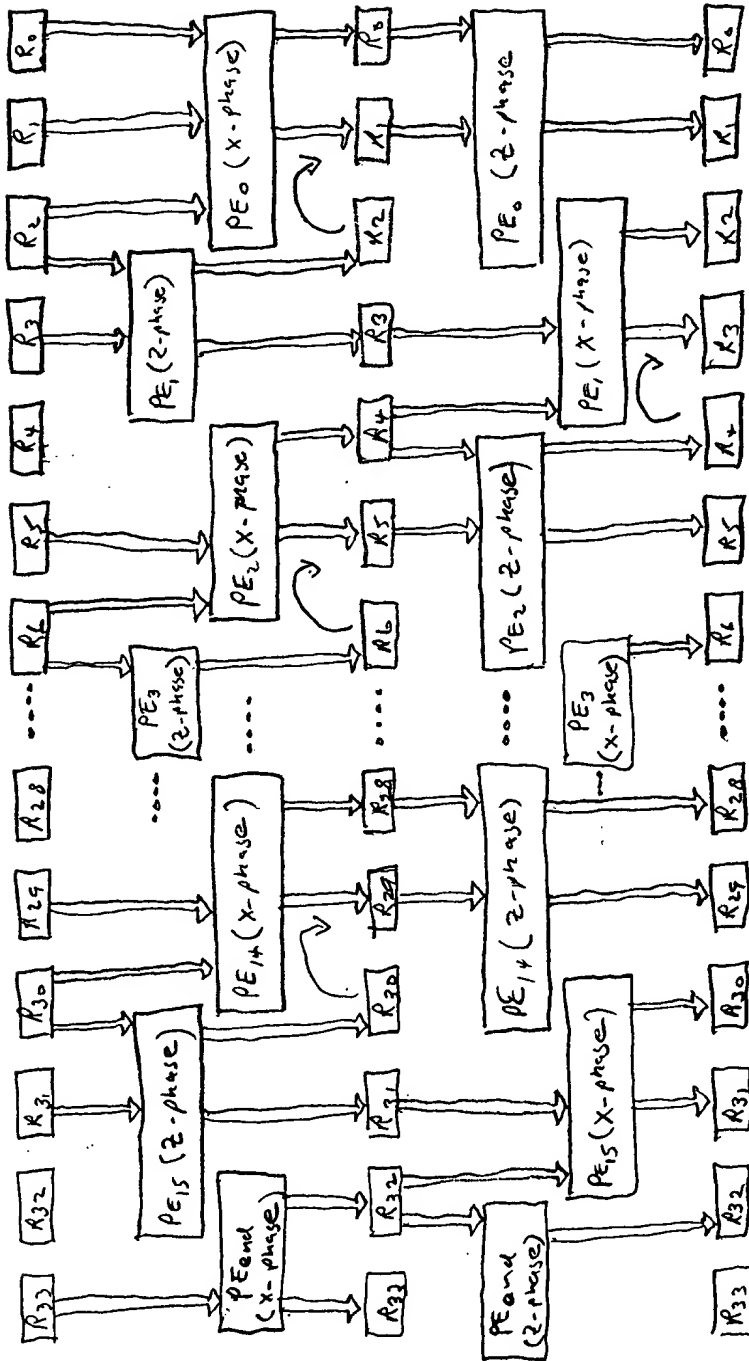 R33
R32
R31
R30
R29
R28
....
R6
R5
R4
R3
R2
R1
R0
PE15 (Z-phase)
....
PE3
(z-phase)
PE1 (Z-phase)
PEend
(x-phase)
PE14 (X-phase)
....
PE2 (X-phase)
PE0 (X-phase)
R33
R32
R31
R30
R29
R28
....
R6
R5
R4
R3
R2
R1
R0
PEend
(Z-phase)
PE14 (Z-phase)
....
PE2 (Z-phase)
PE0 (Z-phase)
PE15 (X-phase)
...
PE3
(x-phase)
PE1 (X-phase)
R33
R32
R31
R30
R29
R28
....
R6
R5
R4
R3
R2
R1
R0